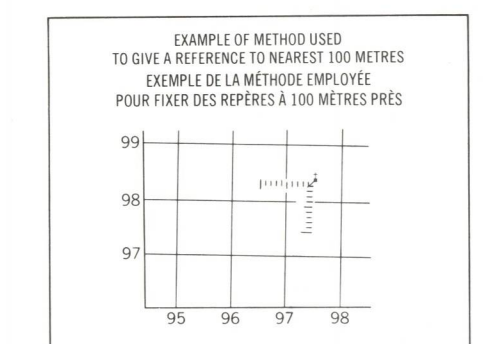 EXAMPLE OF METHOD USED
TO GIVE A REFERENCE TO NEAREST 100 METRES
EXEMPLE DE LA MÉTHODE EMPLOYÉE
POUR FIXER DES REPÈRES À 100 MÈTRES PRÈS
99
98
97
95 96 97 98